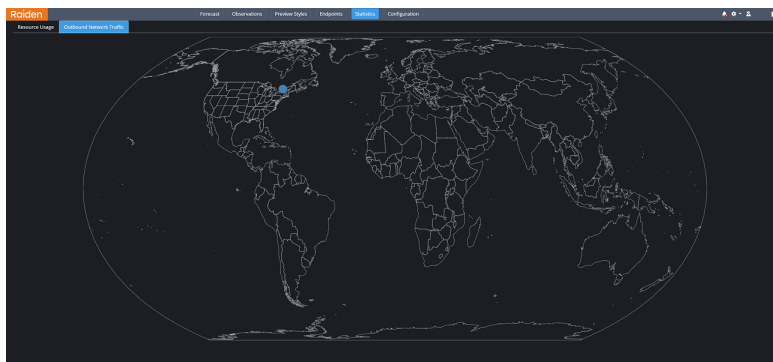 Raiden
Forecast Observations Preview Styles Endpoints Statistics Configuration
Resource Usage Outbound Network Traffic